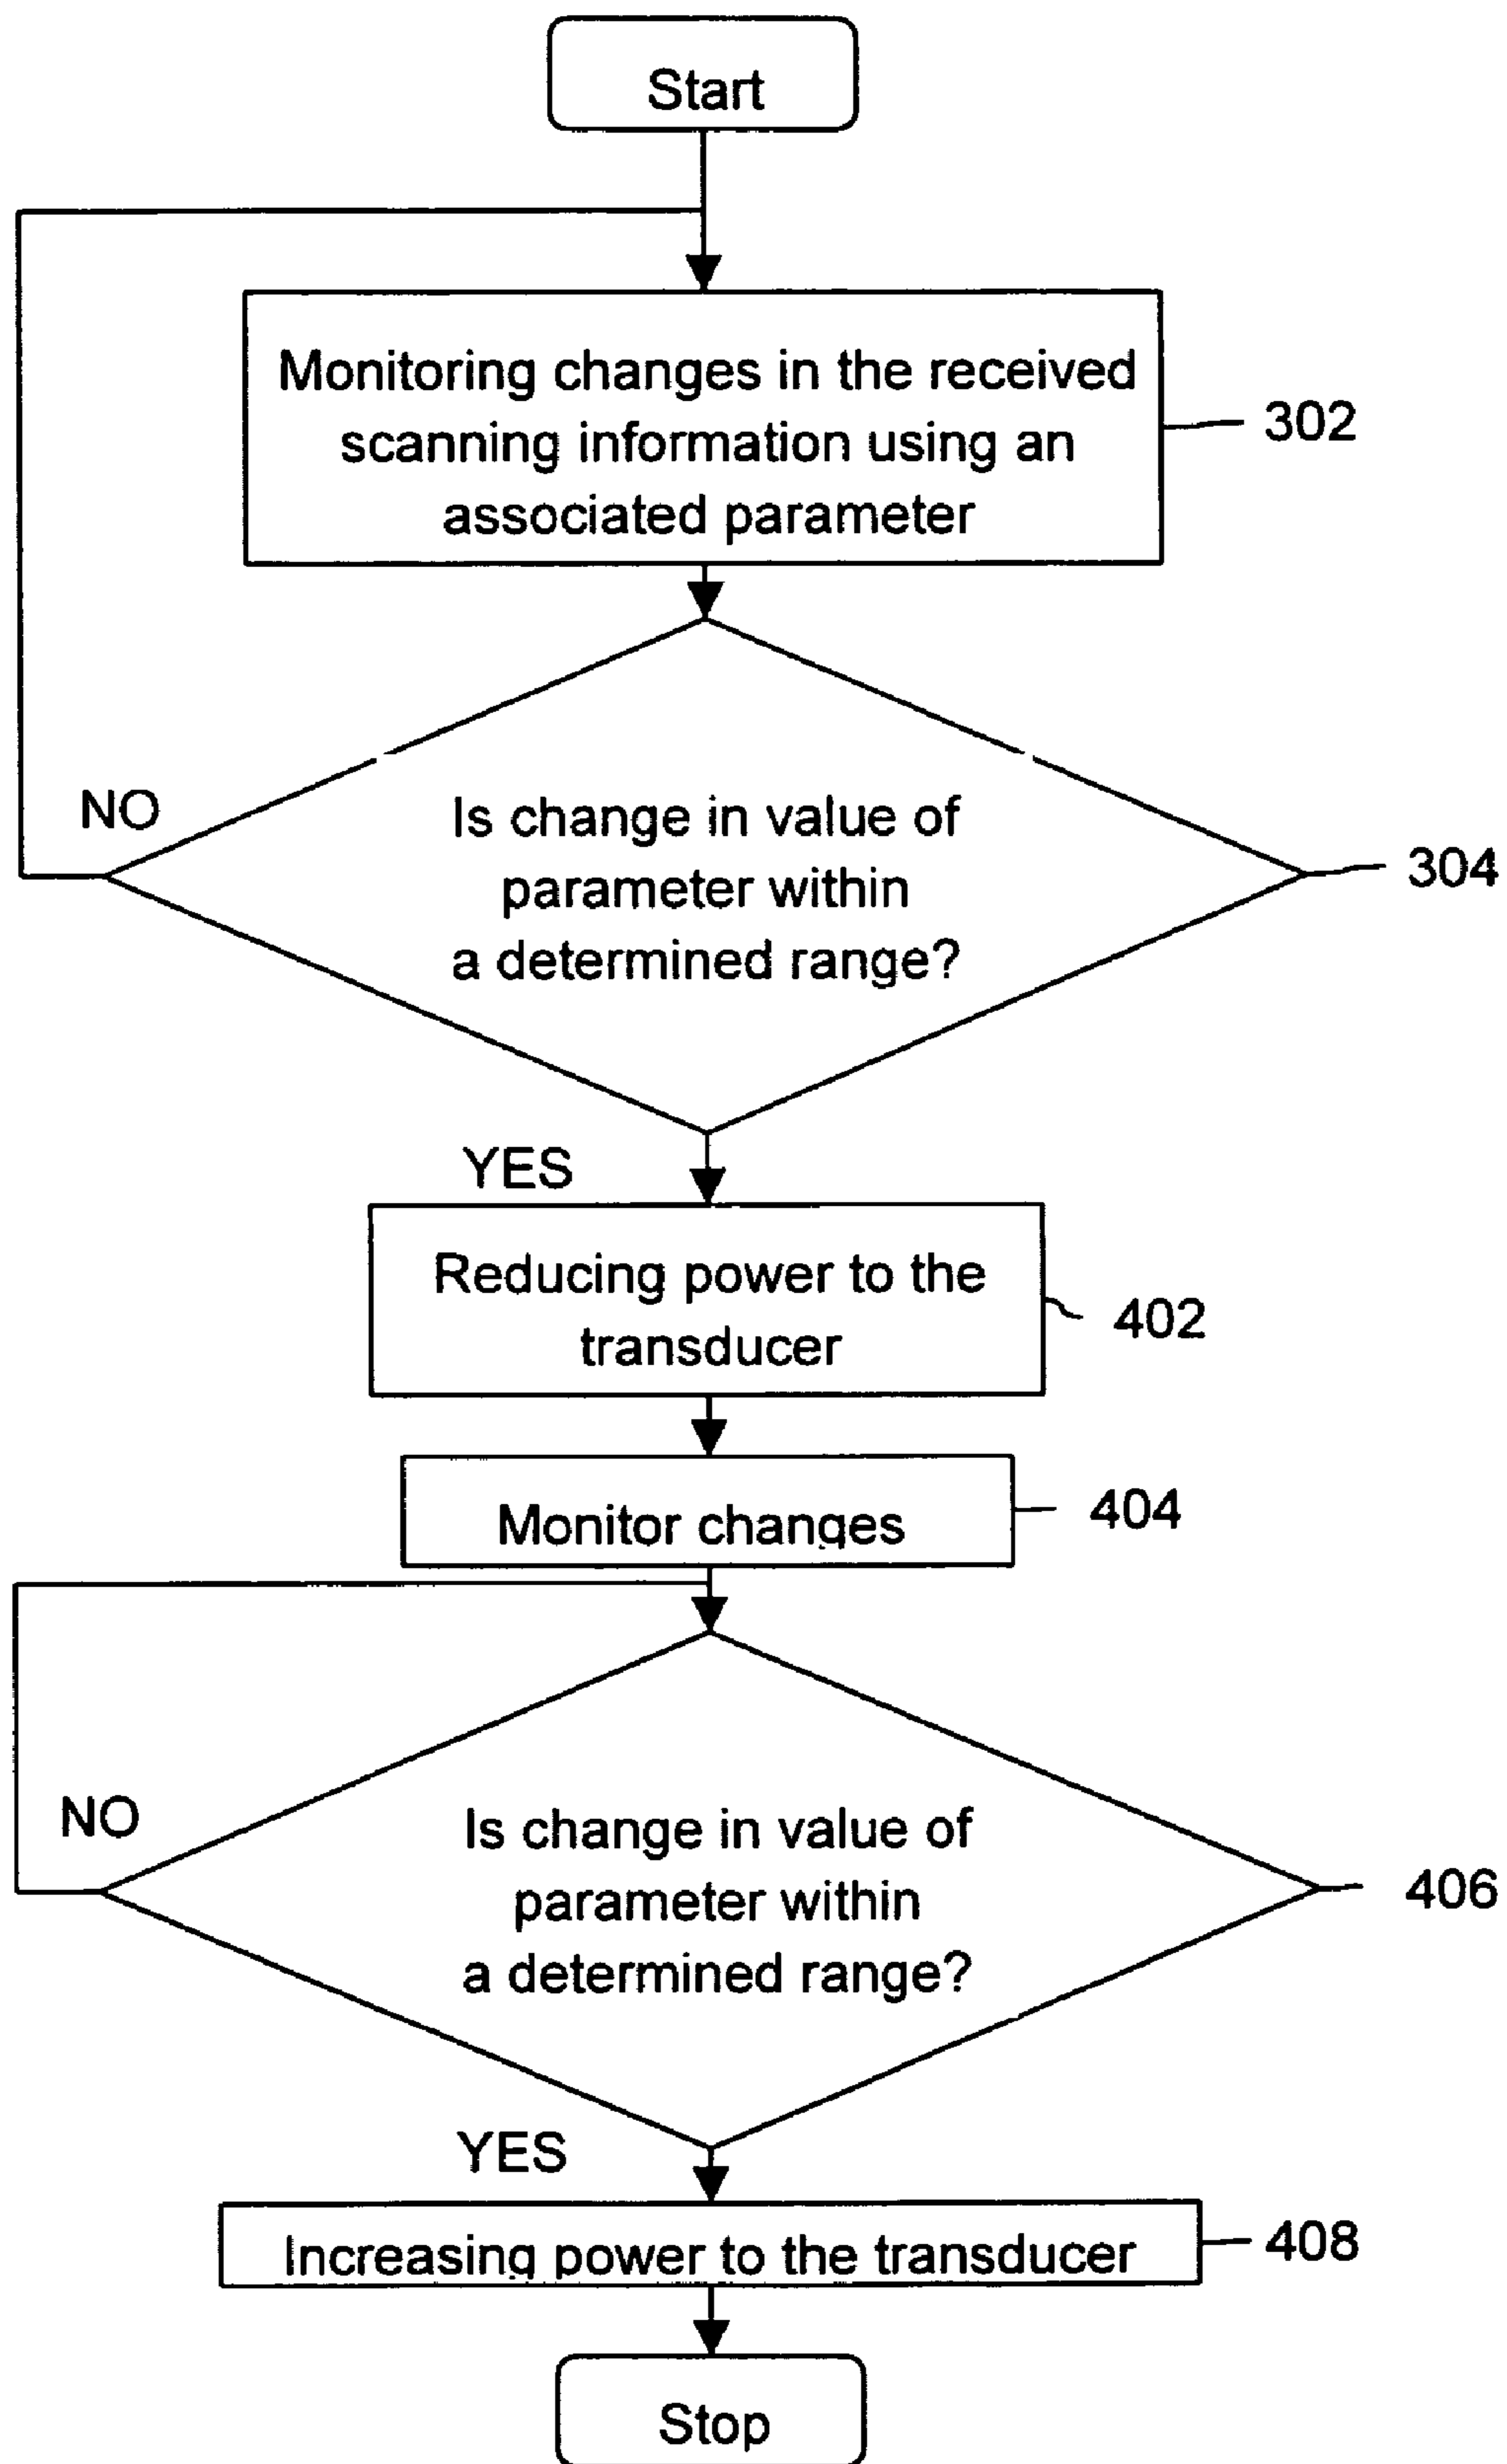 Start
Monitoring changes in the received
scanning information using an
associated parameter
302
NO
Is change in value of
parameter within
a determined range?
304
YES
Reducing power to the
transducer
402
Monitor changes
404
NO
Is change in value of
parameter within
a determined range?
406
YES
Increasing power to the transducer
408
Stop